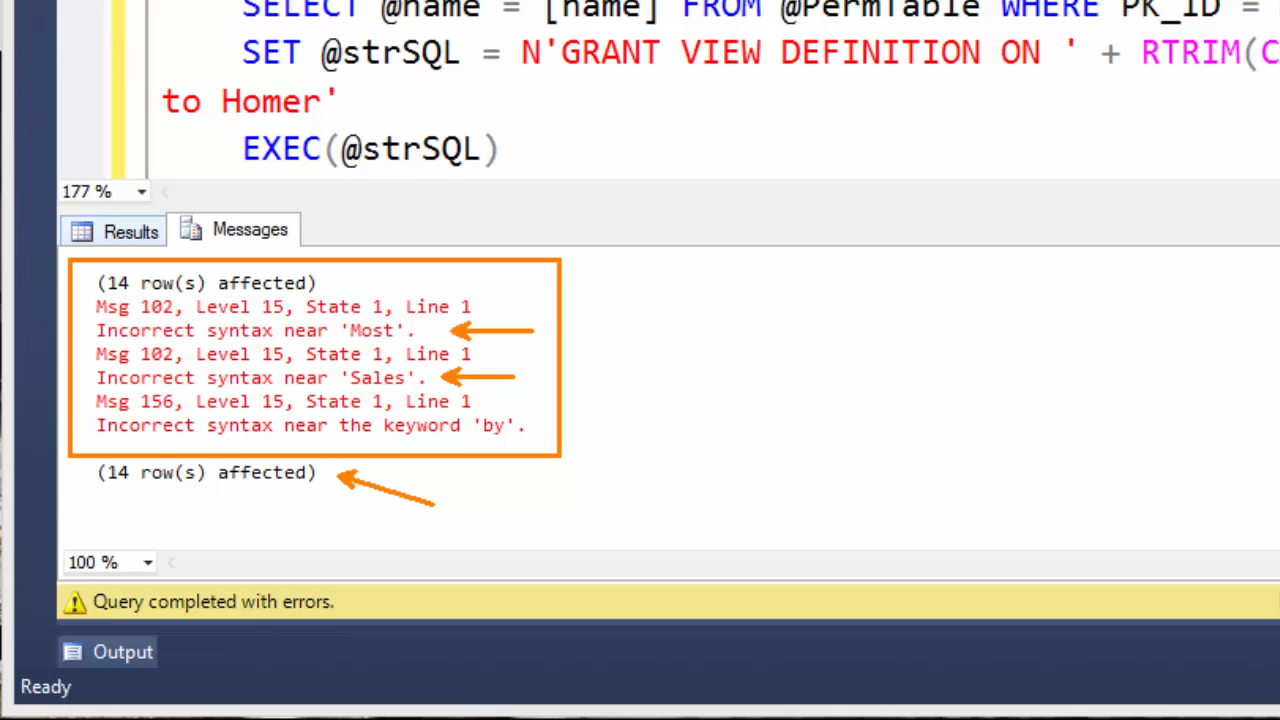 SELECT @name = [name] FROM @PermTable WHERE PK_ID =
SET @strSQL = N'GRANT VIEW DEFINITION ON ' + RTRIM(C
to Homer'
EXEC(@strSQL)
177 %
Results
Messages
(14 row(s) affected)
Msg 102, Level 15, State 1, Line 1
Incorrect syntax near 'Most'.
Msg 102, Level 15, State 1, Line 1
Incorrect syntax near 'Sales'.
Msg 156, Level 15, State 1, Line 1
Incorrect syntax near the keyword 'by'.
(14 row(s) affected)
100 %
Query completed with errors.
Output
Ready